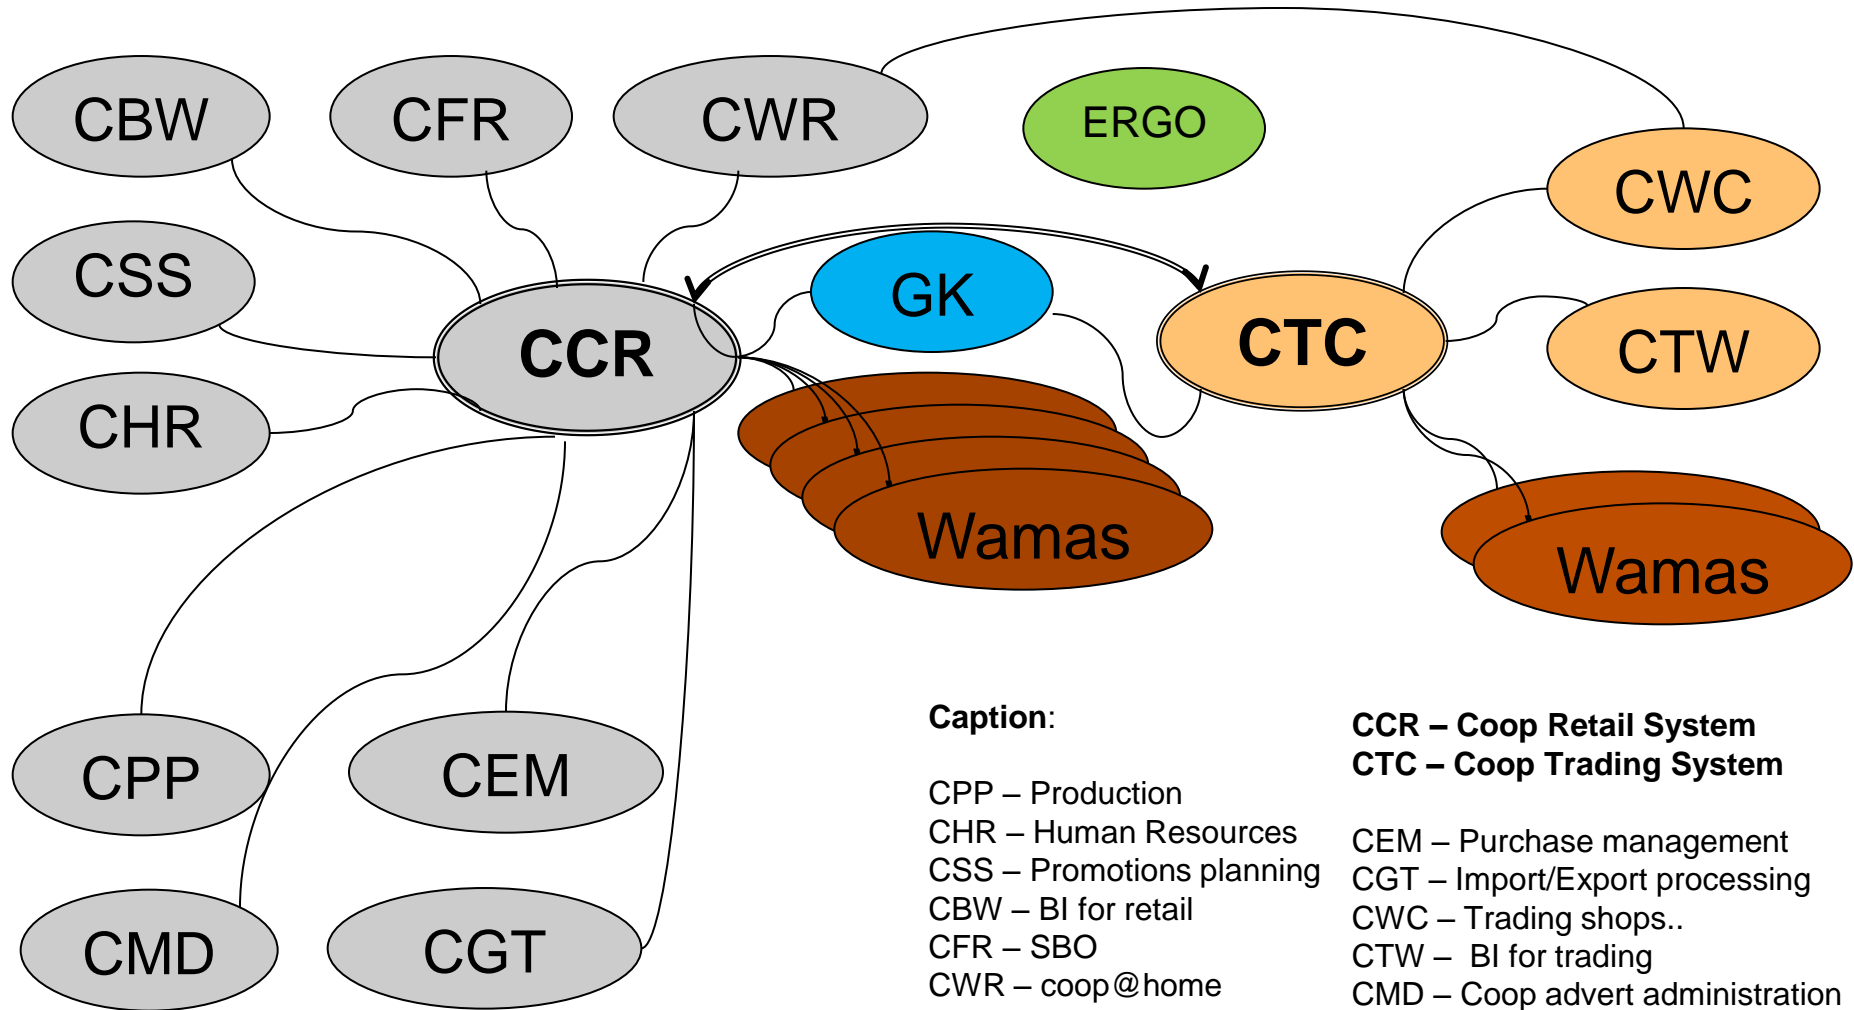 CBW
CFR
CWR
ERGO
CWC
CSS
GK
CCR
CTC
CTW
CHR
Wamas
Wamas
CPP
CEM
CMD
CGT
Caption:
CPP – Production
CHR – Human Resources
CSS – Promotions planning
CBW – BI for retail
CFR – SBO
CWR – coop@home
CCR – Coop Retail System
CTC – Coop Trading System
CEM – Purchase management
CGT – Import/Export processing
CWC – Trading shops..
CTW – BI for trading
CMD – Coop advert administration